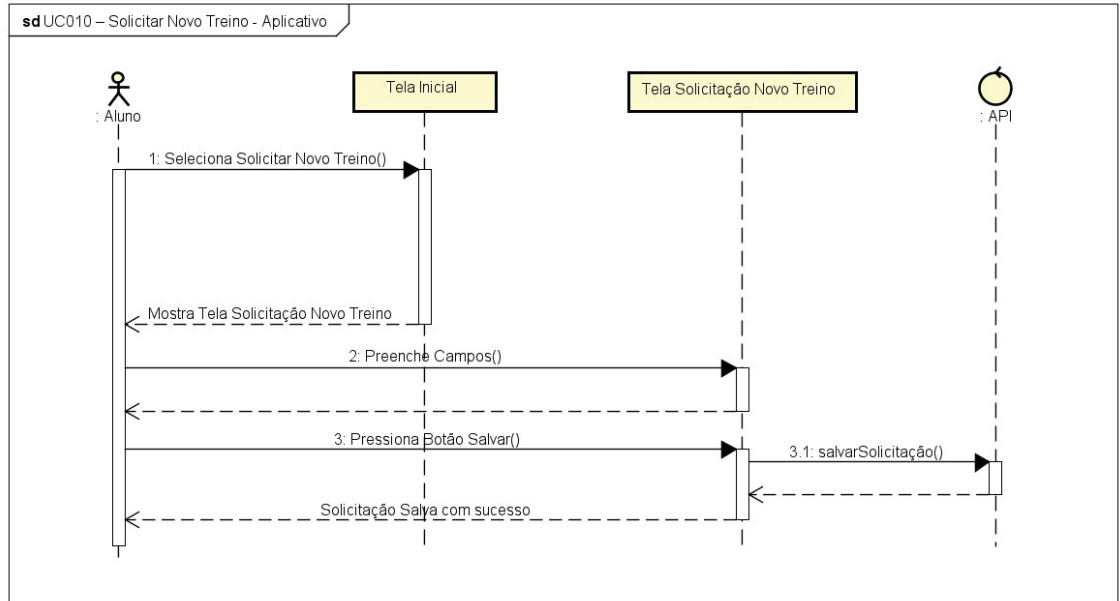 sd UC010 – Solicitar Novo Treino - Aplicativo
: Aluno
Tela Inicial
Tela Solicitação Novo Treino
: API
1: Seleciona Solicitar Novo Treino()
Mostra Tela Solicitação Novo Treino
2: Preenche Campos()
3: Pressiona Botão Salvar()
3.1: salvarSolicitação()
Solicitação Salva com sucesso